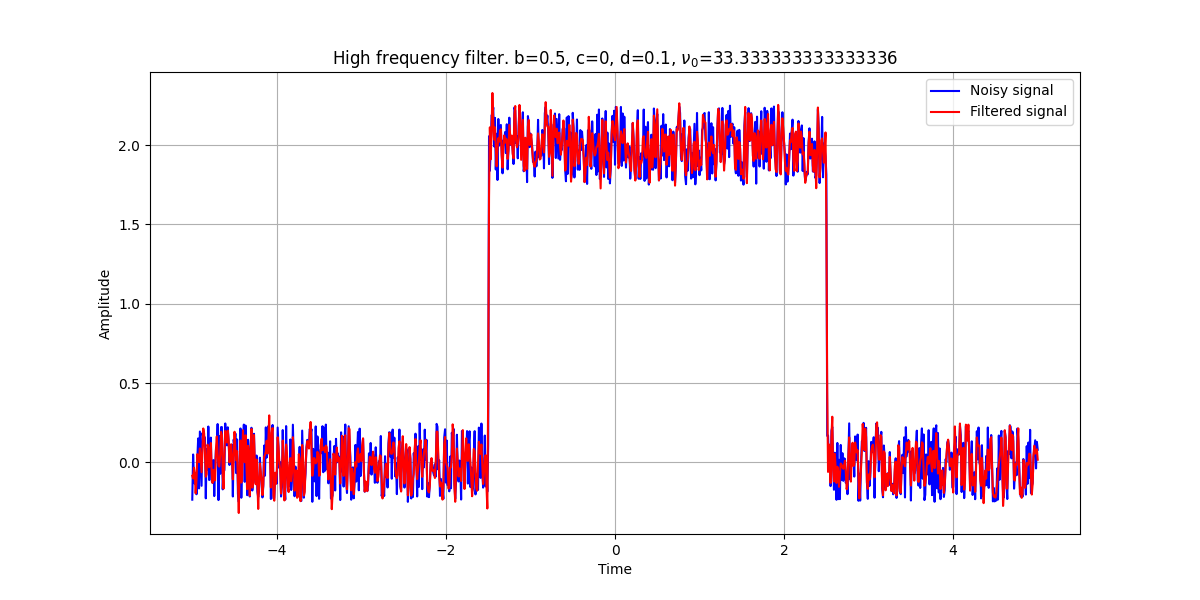 High frequency filter. b=0.5, c=0, d=0.1, ν₀=33.333333333333336
Noisy signal
Filtered signal
Amplitude
2.0
1.5
1.0
0.5
0.0
−4
−2
0
2
4
Time